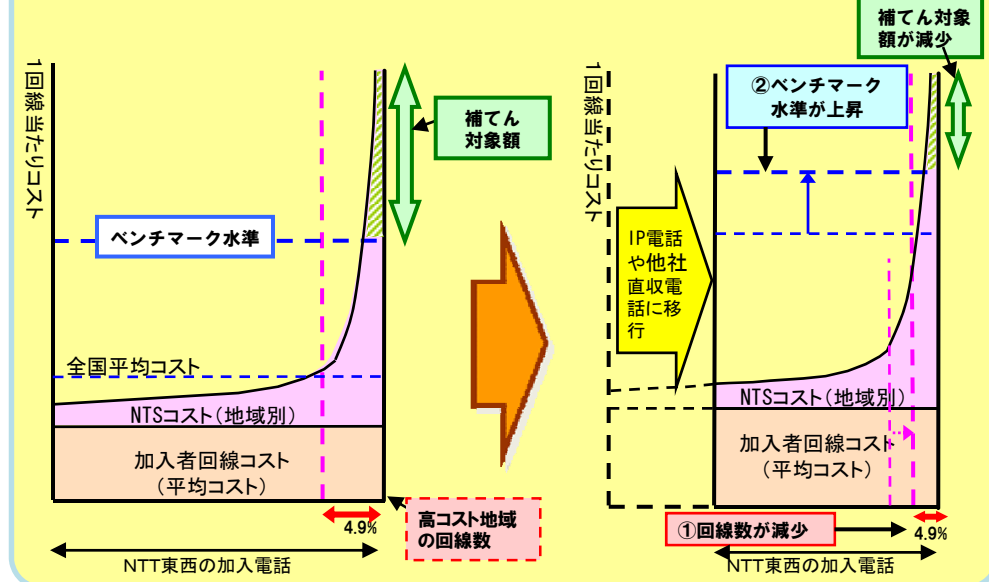 1回線当たりコスト
補てん
対象額
ベンチマーク水準
全国平均コスト
NTSコスト(地域別)
加入者回線コスト
(平均コスト)
4.9%
高コスト地域
の回線数
NTT東西の加入電話
補てん対象
額が減少
1回線当たりコスト
②ベンチマーク
水準が上昇
IP電話
や他社
直収電
話に移
行
NTSコスト(地域別)
加入者回線コスト
(平均コスト)
①回線数が減少
4.9%
NTT東西の加入電話